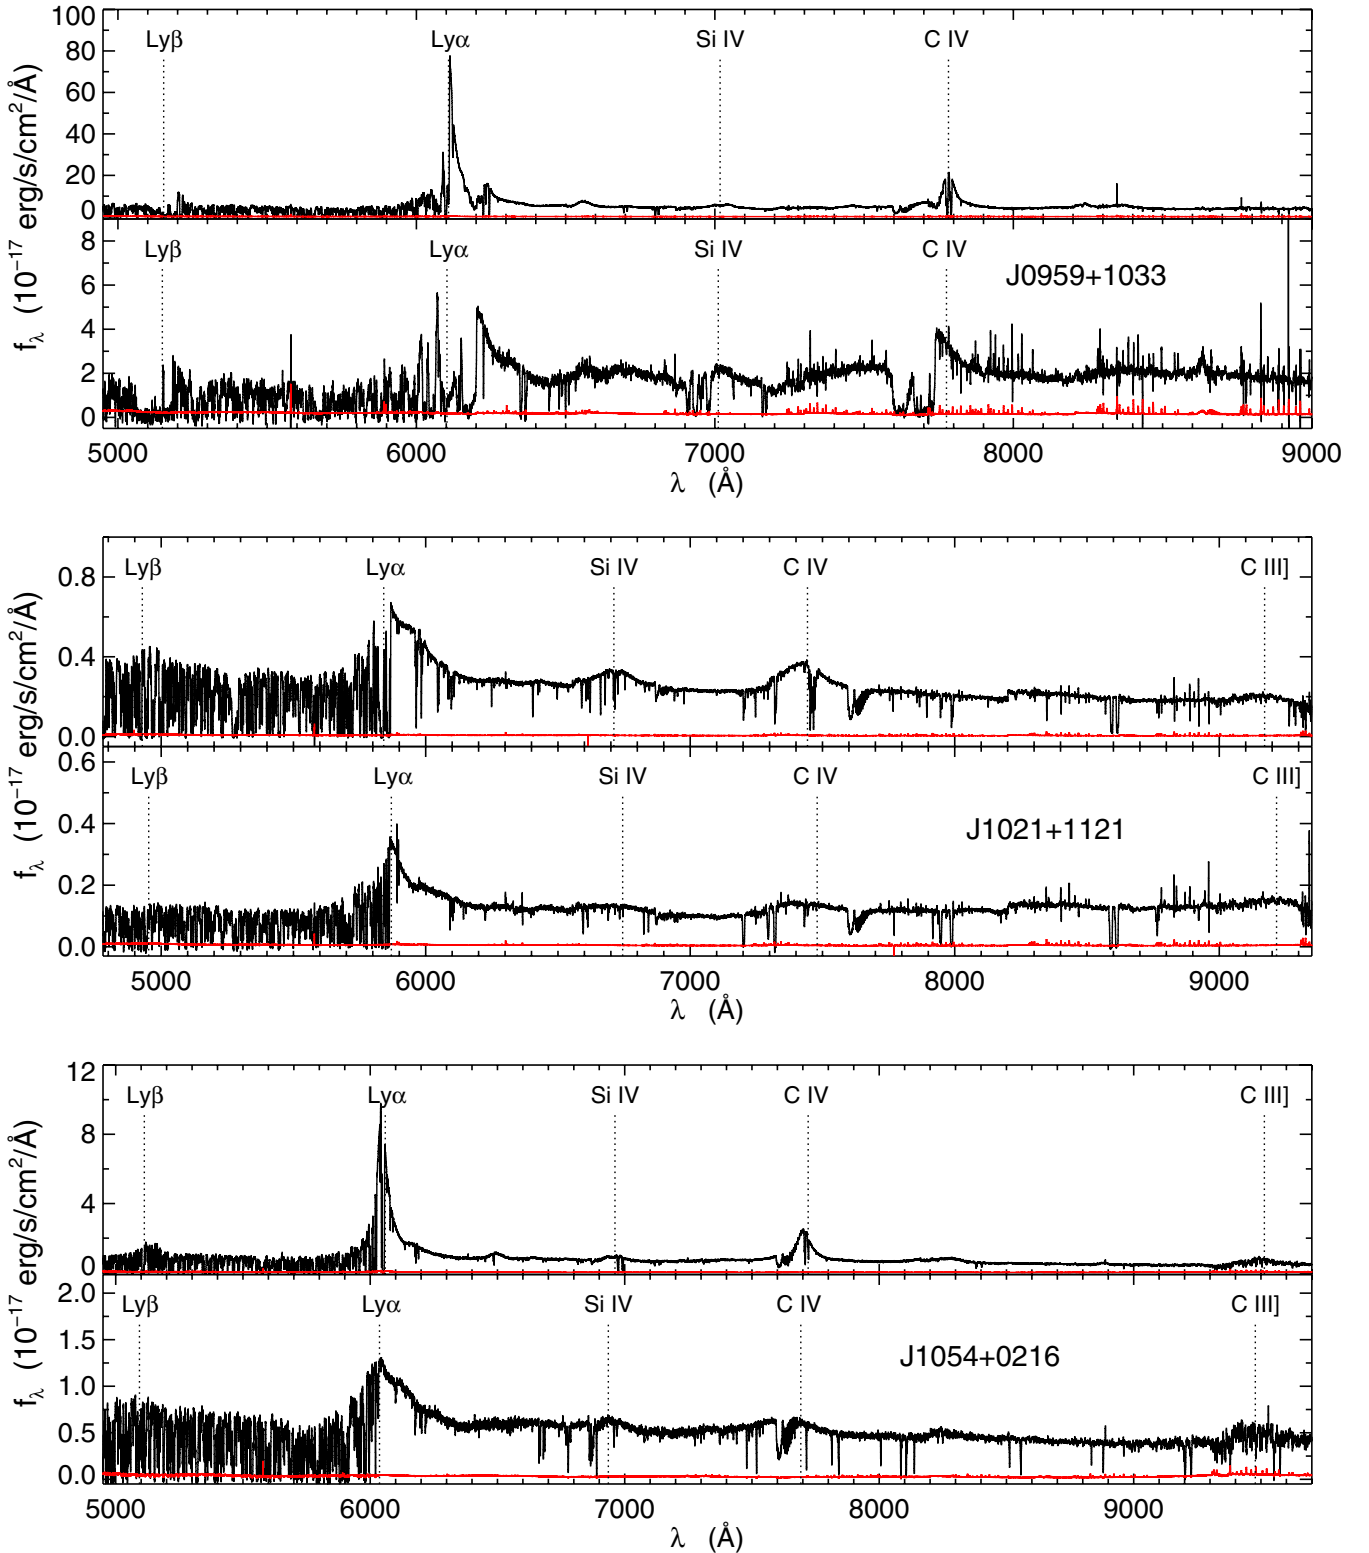 100
80
60
40
20
0
Lyβ Lyα Si IV C IV
8
6
4
2
0
Lyβ Lyα Si IV C IV
J0959+1033
f_λ (10⁻¹⁷ erg/s/cm²/Å)
5000 6000 7000 8000 9000
λ (Å)
0.8
0.4
0.0
Lyβ Lyα Si IV C IV C III]
0.6
0.4
0.2
0.0
Lyβ Lyα Si IV C IV C III]
J1021+1121
f_λ (10⁻¹⁷ erg/s/cm²/Å)
5000 6000 7000 8000 9000
λ (Å)
12
8
4
0
Lyβ Lyα Si IV C IV C III]
2.0
1.5
1.0
0.5
0.0
Lyβ Lyα Si IV C IV C III]
J1054+0216
f_λ (10⁻¹⁷ erg/s/cm²/Å)
5000 6000 7000 8000 9000
λ (Å)